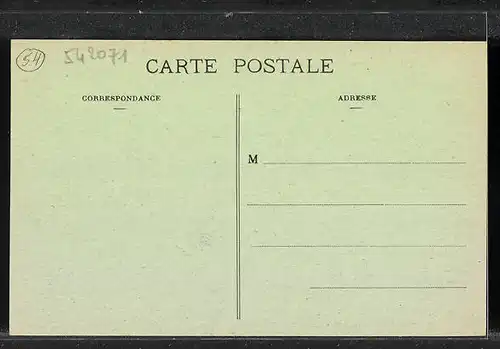 54 542071
CARTE POSTALE
CORRESPONDANCE
ADRESSE
M